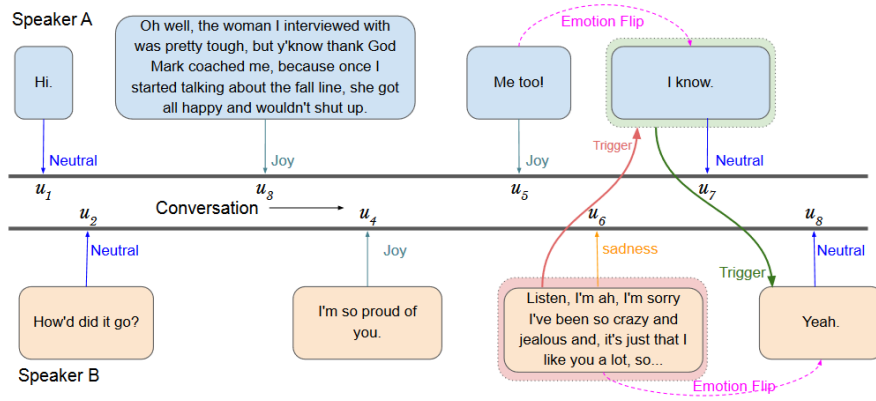 Speaker A
Hi.
Oh well, the woman I interviewed with
was pretty tough, but y'know thank God
Mark coached me, because once I
started talking about the fall line, she got
all happy and wouldn't shut up.
Emotion Flip
Me too!
I know.
Neutral
Joy
Joy
Trigger
Neutral
u1
u3
u5
u7
Conversation
u2
u4
u6
u8
Neutral
Joy
sadness
Trigger
Neutral
How'd did it go?
I'm so proud of
you.
Listen, I'm ah, I'm sorry
I've been so crazy and
jealous and, it's just that I
like you a lot, so...
Yeah.
Speaker B
Emotion Flip